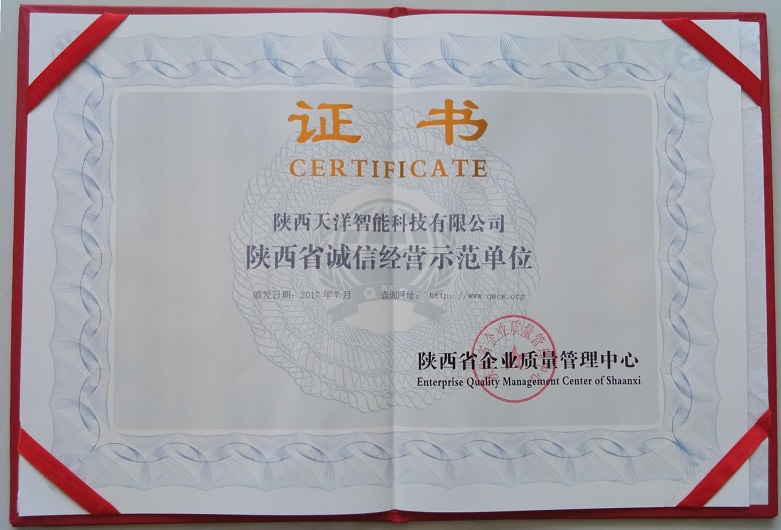 证 书
CERTIFICATE
陕西天洋智能科技有限公司
陕西省诚信经营示范单位
颁发日期：2017年7月 查询网址： http: //www.qmcw.org
陕西省企业质量管理中心
Enterprise Quality Management Center of Shaanxi